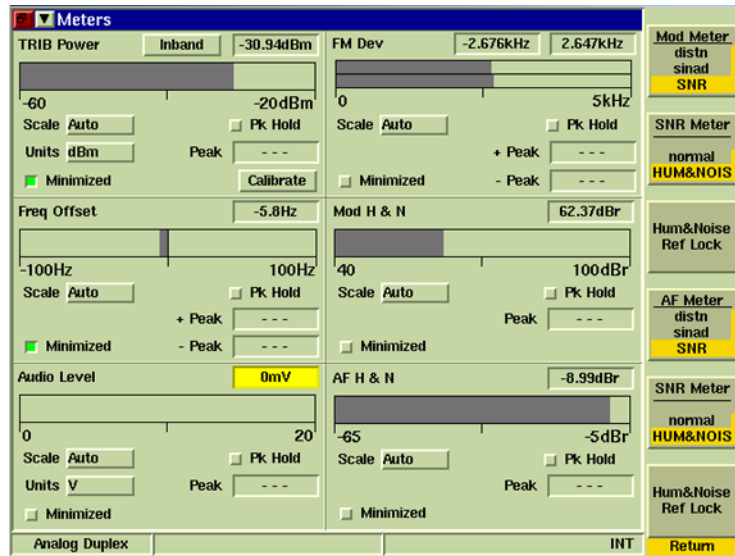 Meters
TRIB Power Inband -30.94dBm
-60 -20dBm
Scale Auto Pk Hold
Units dBm Peak - - -
Minimized Calibrate
FM Dev -2.676kHz 2.647kHz
0 5kHz
Scale Auto Pk Hold
+ Peak - - -
Minimized - Peak - - -
Freq Offset -5.8Hz
-100Hz 100Hz
Scale Auto Pk Hold
+ Peak - - -
Minimized - Peak - - -
Mod H & N 62.37dBr
40 100dBr
Scale Auto Pk Hold
Peak - - -
Minimized
Audio Level 0mV
0 20
Scale Auto Pk Hold
Units V Peak - - -
Minimized
AF H & N -8.99dBr
-65 -5dBr
Scale Auto Pk Hold
Peak - - -
Minimized
Analog Duplex INT
Mod Meter
distn
sinad
SNR
SNR Meter
normal
HUM&NOIS
Hum&Noise
Ref Lock
AF Meter
distn
sinad
SNR
SNR Meter
normal
HUM&NOIS
Hum&Noise
Ref Lock
Return